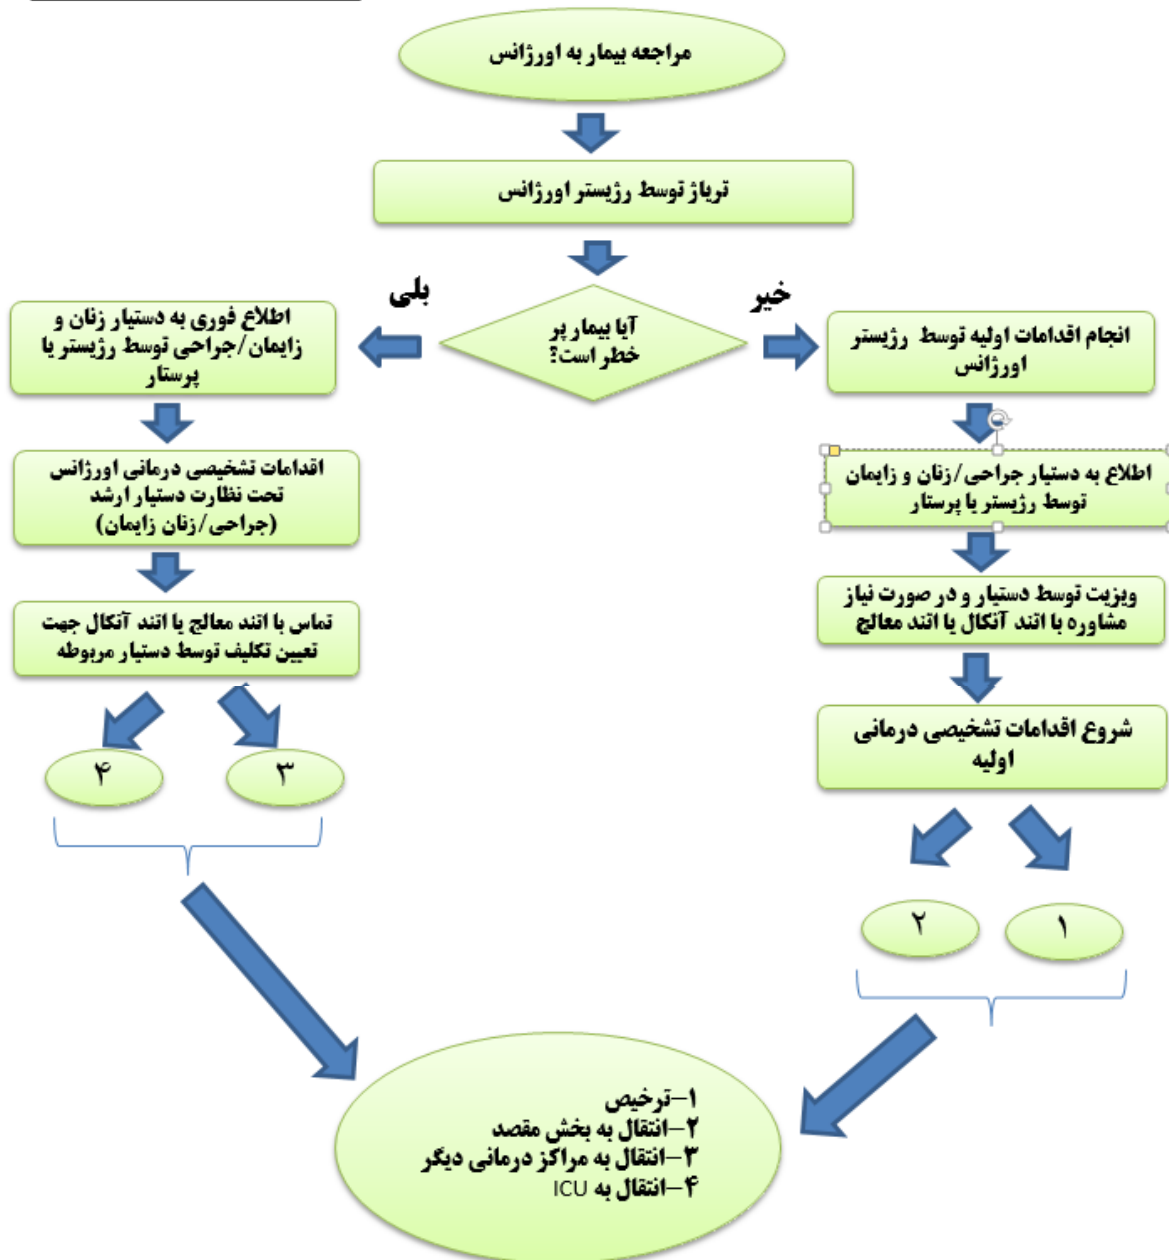 مراجعه بیمار به اورژانس
تریاژ توسط رژیستر اورژانس
آیا بیمار پر
خطر است؟
خیر
بلی
انجام اقدامات اولیه توسط رژیستر
اورژانس
اطلاع به دستیار جراحی/زنان و زایمان
توسط رژیستر یا پرستار
ویزیت توسط دستیار و در صورت نیاز
مشاوره با اتند آنکال یا اتند معالج
شروع اقدامات تشخیصی درمانی
اولیه
۱
۲
اطلاع فوری به دستیار زنان و
زایمان/جراحی توسط رژیستر یا
پرستار
اقدامات تشخیصی درمانی اورژانس
تحت نظارت دستیار ارشد
(جراحی/زنان زایمان)
تماس با اتند معالج یا اتند آنکال جهت
تعیین تکلیف توسط دستیار مربوطه
۳
۴
۱-ترخیص
۲-انتقال به بخش مقصد
۳-انتقال به مراکز درمانی دیگر
۴-انتقال به ICU